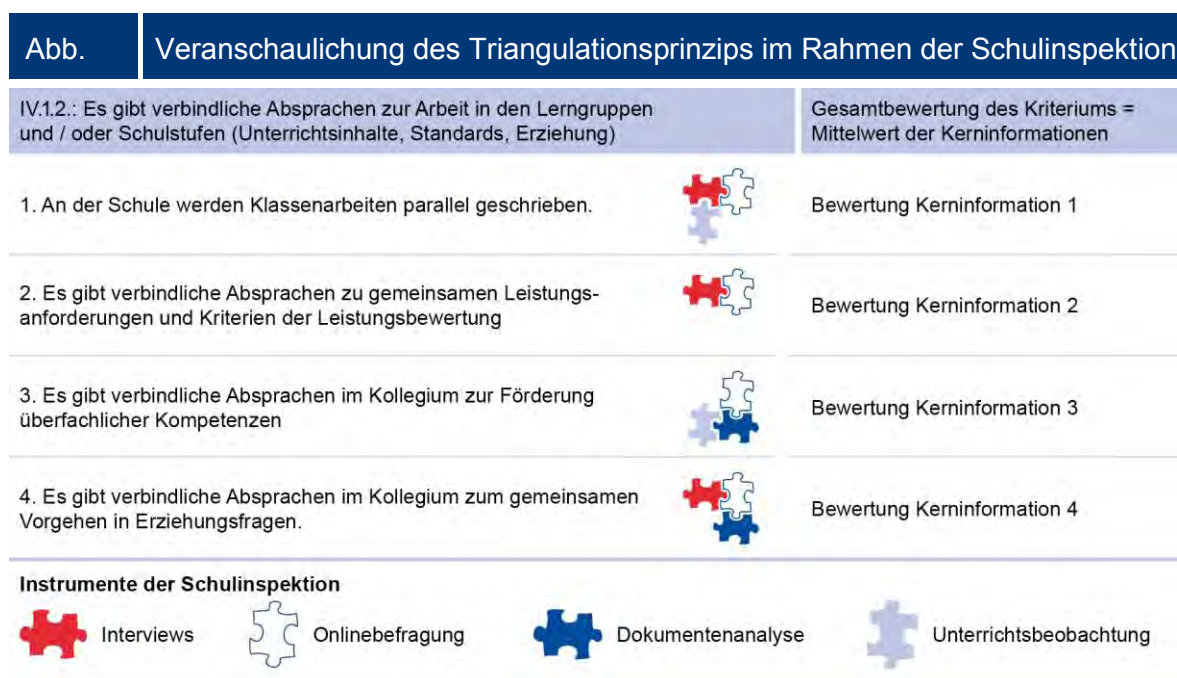 Abb. Veranschaulichung des Triangulationsprinzips im Rahmen der Schulinspektion
IV.1.2.: Es gibt verbindliche Absprachen zur Arbeit in den Lerngruppen
und / oder Schulstufen (Unterrichtsinhalte, Standards, Erziehung)
Gesamtbewertung des Kriteriums =
Mittelwert der Kerninformationen
1. An der Schule werden Klassenarbeiten parallel geschrieben.
Bewertung Kerninformation 1
2. Es gibt verbindliche Absprachen zu gemeinsamen Leistungs-
anforderungen und Kriterien der Leistungsbewertung
Bewertung Kerninformation 2
3. Es gibt verbindliche Absprachen im Kollegium zur Förderung
überfachlicher Kompetenzen
Bewertung Kerninformation 3
4. Es gibt verbindliche Absprachen im Kollegium zum gemeinsamen
Vorgehen in Erziehungsfragen.
Bewertung Kerninformation 4
Instrumente der Schulinspektion
Interviews Onlinebefragung Dokumentenanalyse Unterrichtsbeobachtung